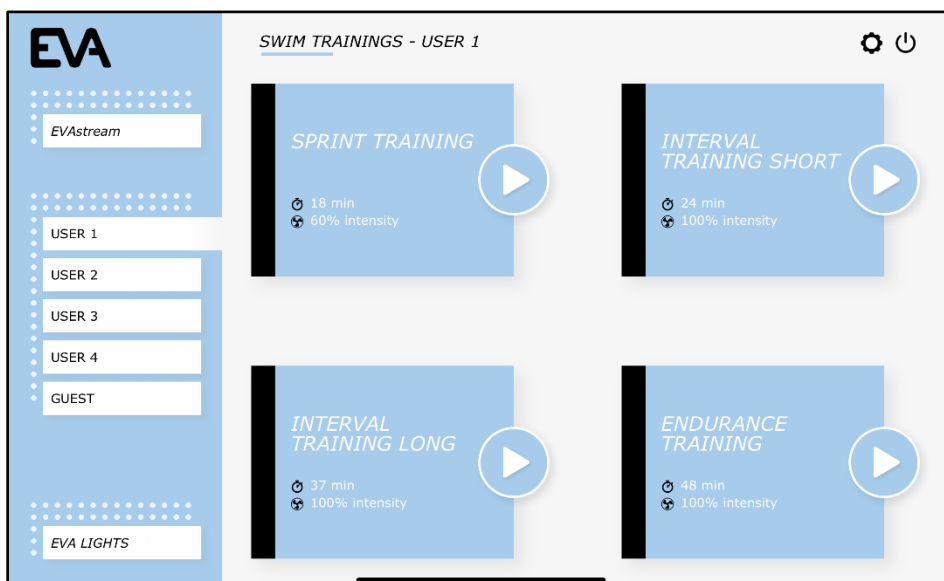 EVA
EVAstream
USER 1
USER 2
USER 3
USER 4
GUEST
EVA LIGHTS
SWIM TRAININGS - USER 1
SPRINT TRAINING
18 min
60% intensity
INTERVAL
TRAINING SHORT
24 min
100% intensity
INTERVAL
TRAINING LONG
37 min
100% intensity
ENDURANCE
TRAINING
48 min
100% intensity